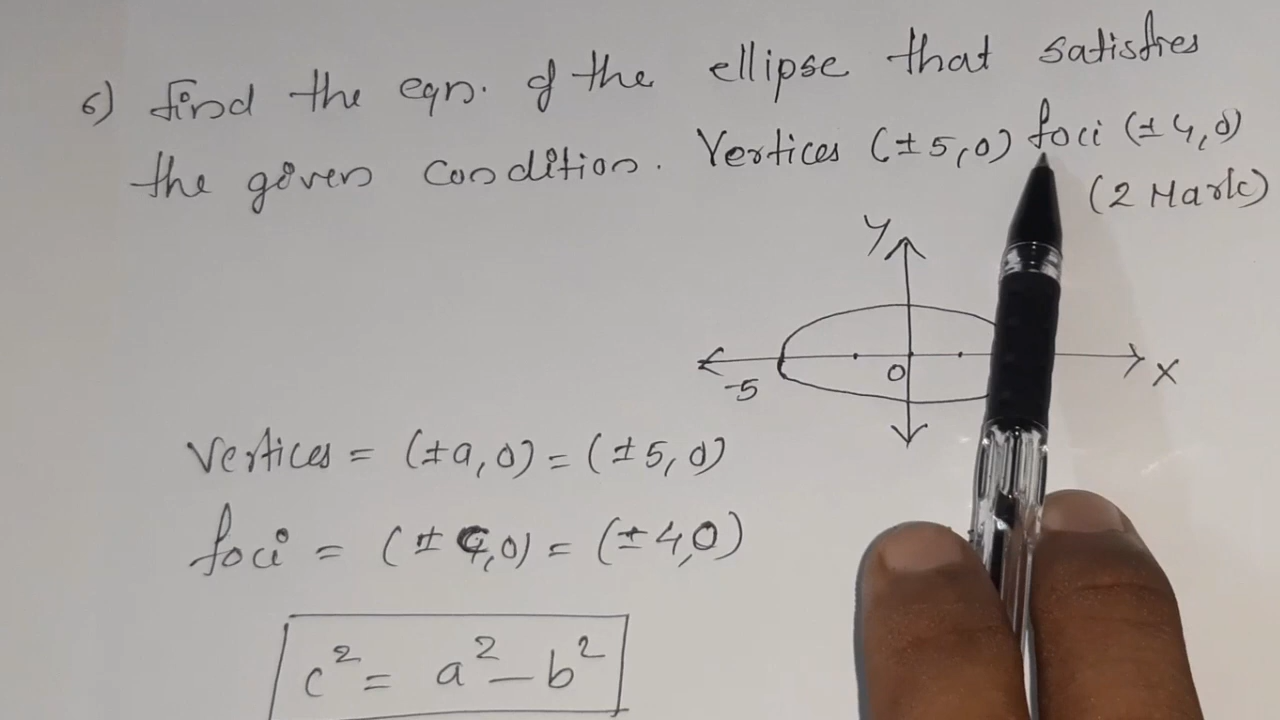 6) find the eqn. of the ellipse that satisfies
the given condition. Vertices (±5,0) foci (±4,0)
(2 Mark)
Y
-5
0
X
Vertices = (±a,0) = (±5,0)
foci = (±c,0) = (±4,0)
c² = a² - b²